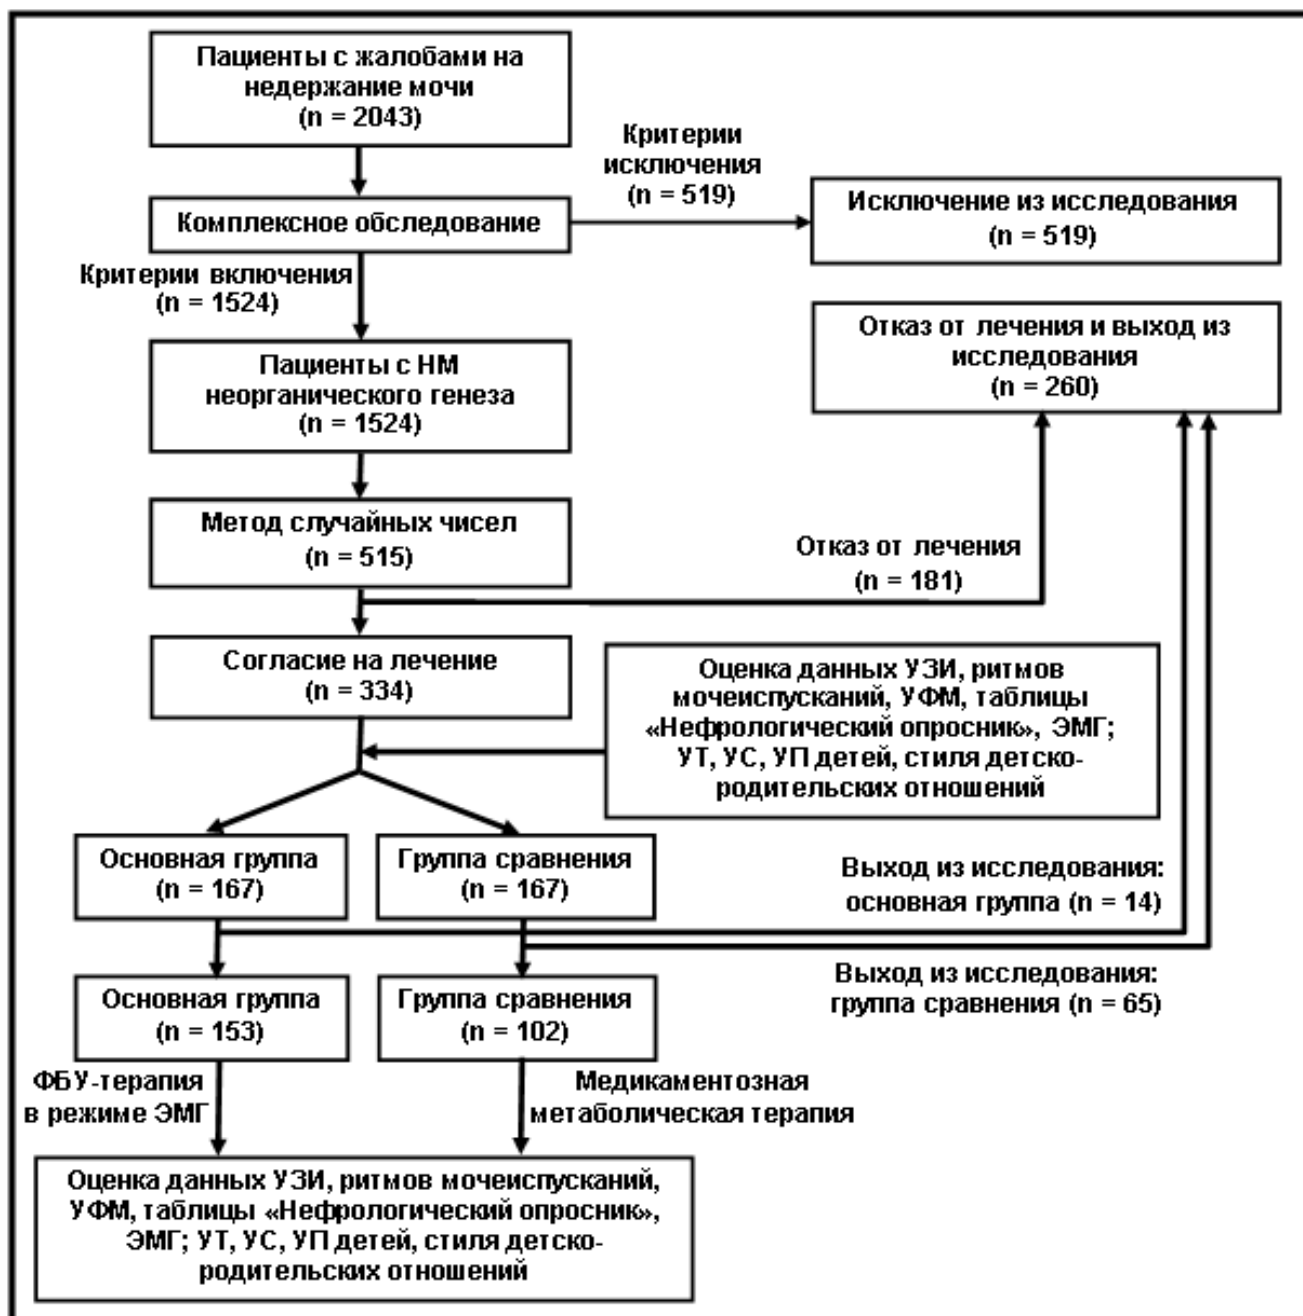 Пациенты с жалобами на
недержание мочи
(n = 2043)
Критерии
исключения
(n = 519)
Комплексное обследование
Исключение из исследования
(n = 519)
Критерии включения
(n = 1524)
Отказ от лечения и выход из
исследования
(n = 260)
Пациенты с НМ
неорганического генеза
(n = 1524)
Метод случайных чисел
(n = 515)
Отказ от лечения
(n = 181)
Согласие на лечение
(n = 334)
Оценка данных УЗИ, ритмов
мочеиспусканий, УФМ, таблицы
«Нефрологический опросник», ЭМГ;
УТ, УС, УП детей, стиля детско-
родительских отношений
Основная группа
(n = 167)
Группа сравнения
(n = 167)
Выход из исследования:
основная группа (n = 14)
Выход из исследования:
группа сравнения (n = 65)
Основная группа
(n = 153)
Группа сравнения
(n = 102)
ФБУ-терапия
в режиме ЭМГ
Медикаментозная
метаболическая терапия
Оценка данных УЗИ, ритмов мочеиспусканий,
УФМ, таблицы «Нефрологический опросник»,
ЭМГ; УТ, УС, УП детей, стиля детско-
родительских отношений